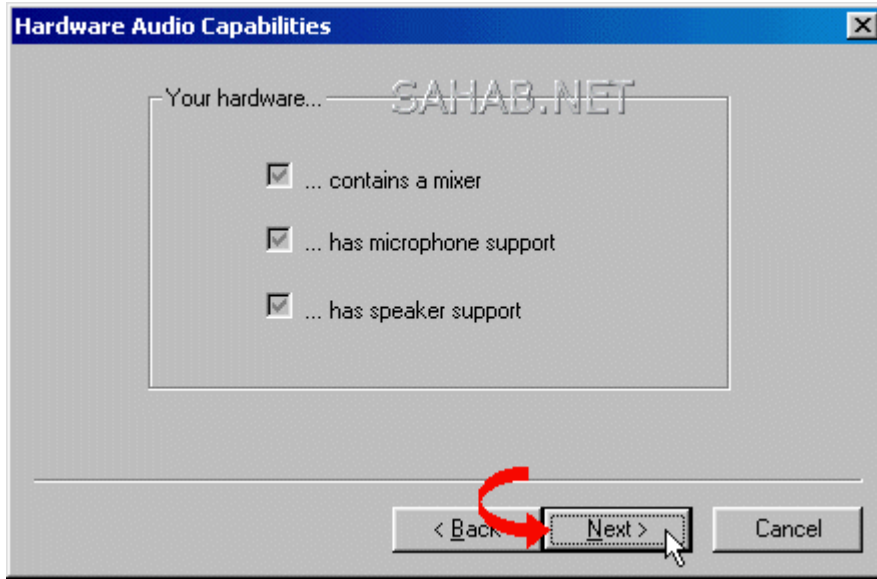 Hardware Audio Capabilities
Your hardware...
SAHAB.NET
... contains a mixer
... has microphone support
... has speaker support
< Back
Next >
Cancel